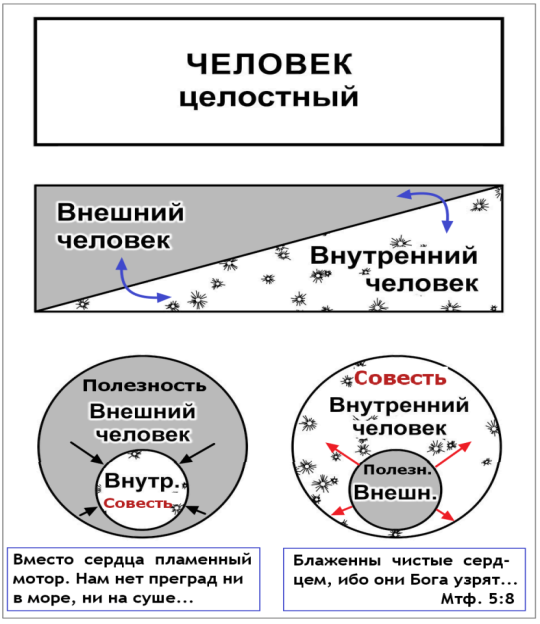 ЧЕЛОВЕК
целостный
Внешний
человек
Внутренний
человек
Полезность
Внешний
человек
Внутр.
Совесть
Совесть
Внутренний
человек
Полезн.
Внешн.
Вместо сердца пламенный
мотор. Нам нет преград ни
в море, ни на суше...
Блаженны чистые серд-
цем, ибо они Бога узрят...
Мтф. 5:8